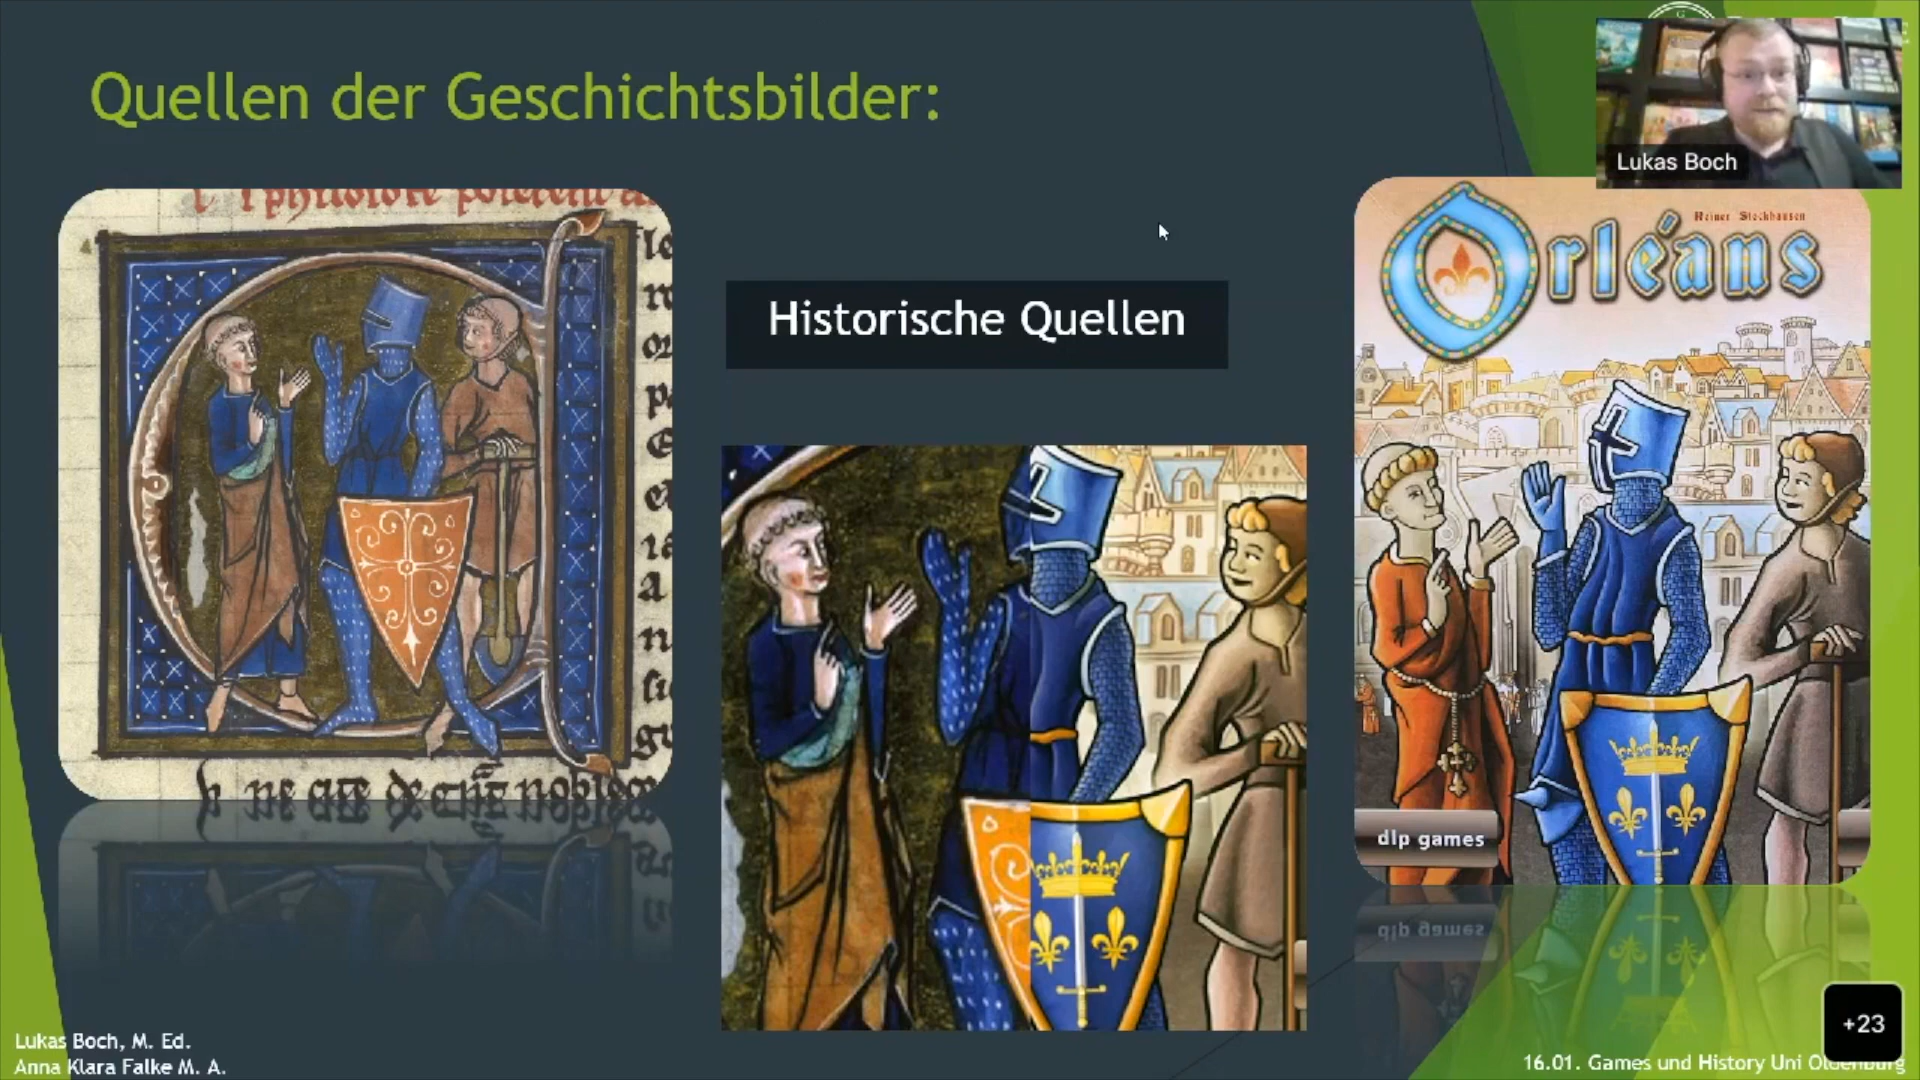 Quellen der Geschichtsbilder:
Lukas Boch
Historische Quellen
Reiner Stockhausen
Orléans
dlp games
Lukas Boch, M. Ed.
Anna Klara Falke M. A.
16.01. Games und History Uni Oldenburg
+23